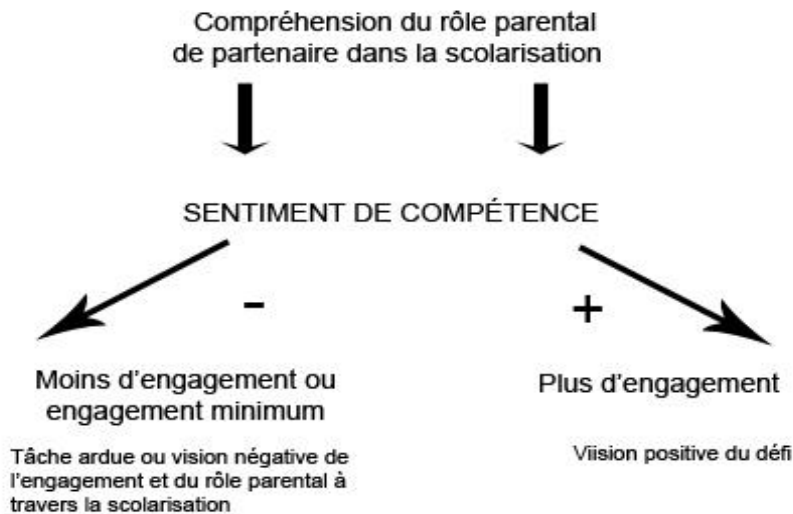 Compréhension du rôle parental
de partenaire dans la scolarisation
SENTIMENT DE COMPÉTENCE
-
+
Moins d'engagement ou
engagement minimum
Plus d'engagement
Tâche ardue ou vision négative de
l'engagement et du rôle parental à
travers la scolarisation
Viision positive du défi